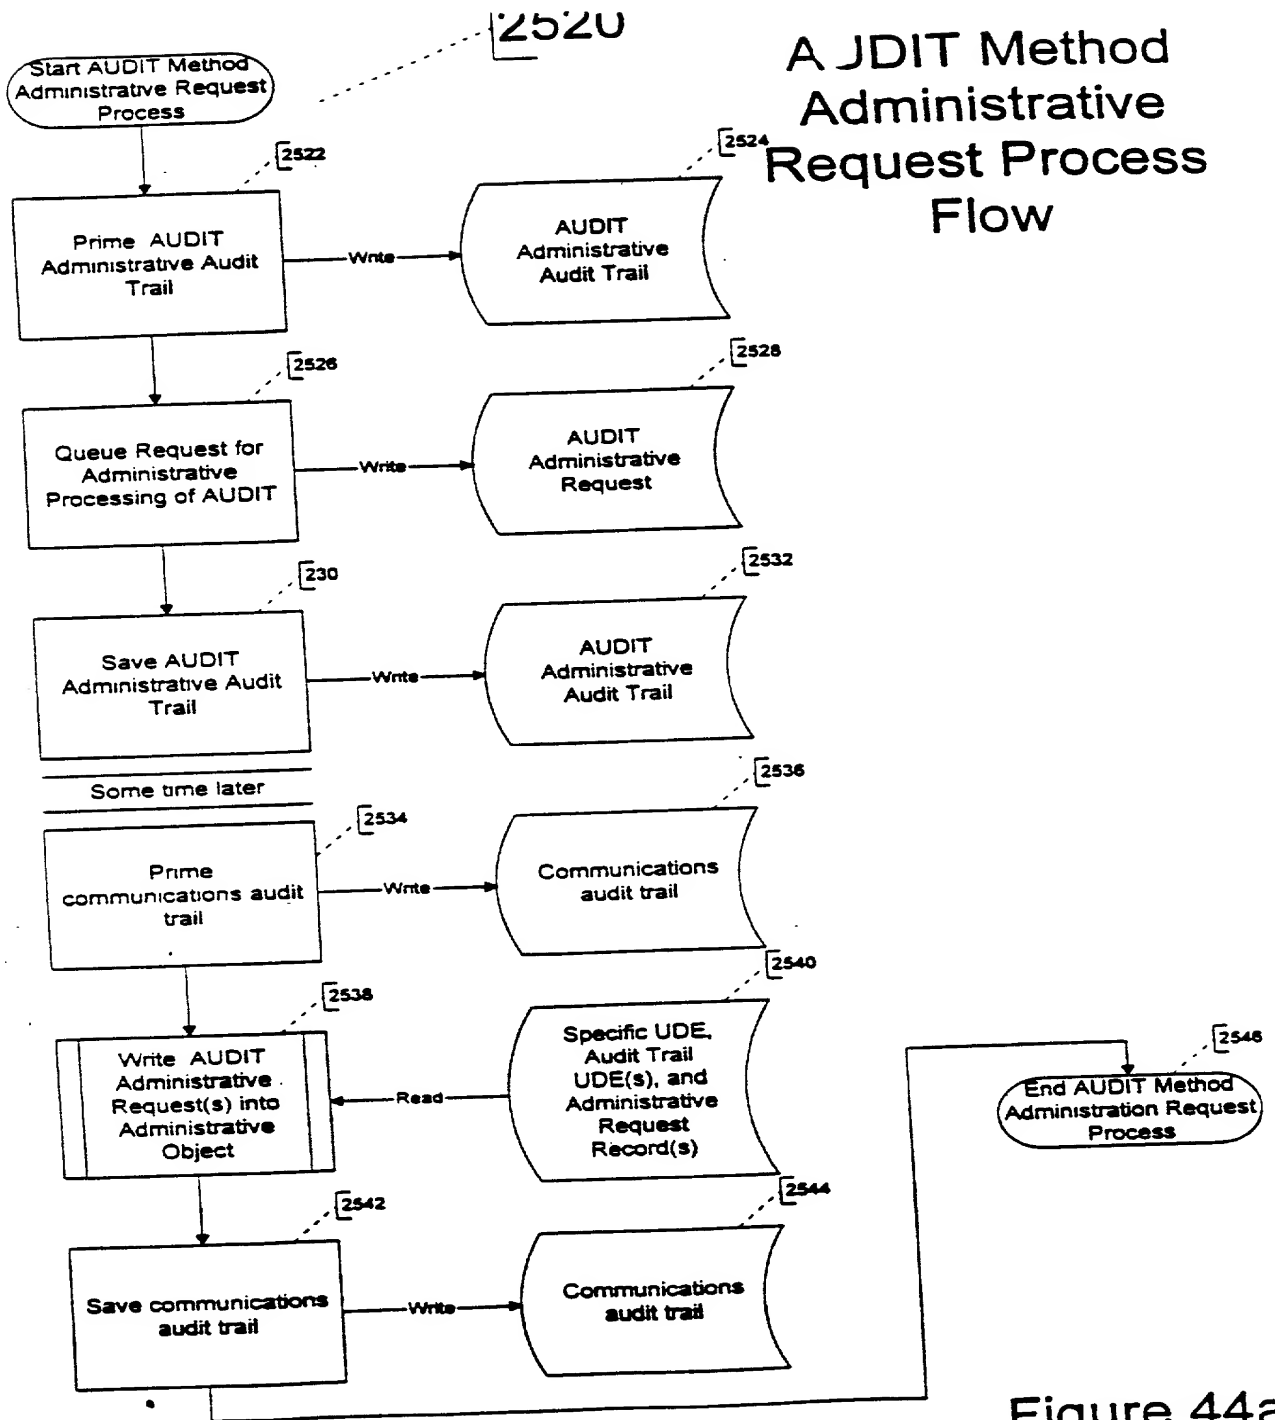 2520
A JDIT Method
Administrative
Request Process
Flow
Start AUDIT Method
Administrative Request
Process
2522
Prime AUDIT
Administrative Audit
Trail
Write
2524
AUDIT
Administrative
Audit Trail
2526
Queue Request for
Administrative
Processing of AUDIT
Write
2528
AUDIT
Administrative
Request
230
Save AUDIT
Administrative Audit
Trail
Write
2532
AUDIT
Administrative
Audit Trail
Some time later
2534
Prime
communications audit
trail
Write
2536
Communications
audit trail
2538
Write AUDIT
Administrative
Request(s) into
Administrative
Object
Read
2540
Specific UDE,
Audit Trail
UDE(s), and
Administrative
Request
Record(s)
2542
Save communications
audit trail
Write
2544
Communications
audit trail
2546
End AUDIT Method
Administration Request
Process
Figure 44a